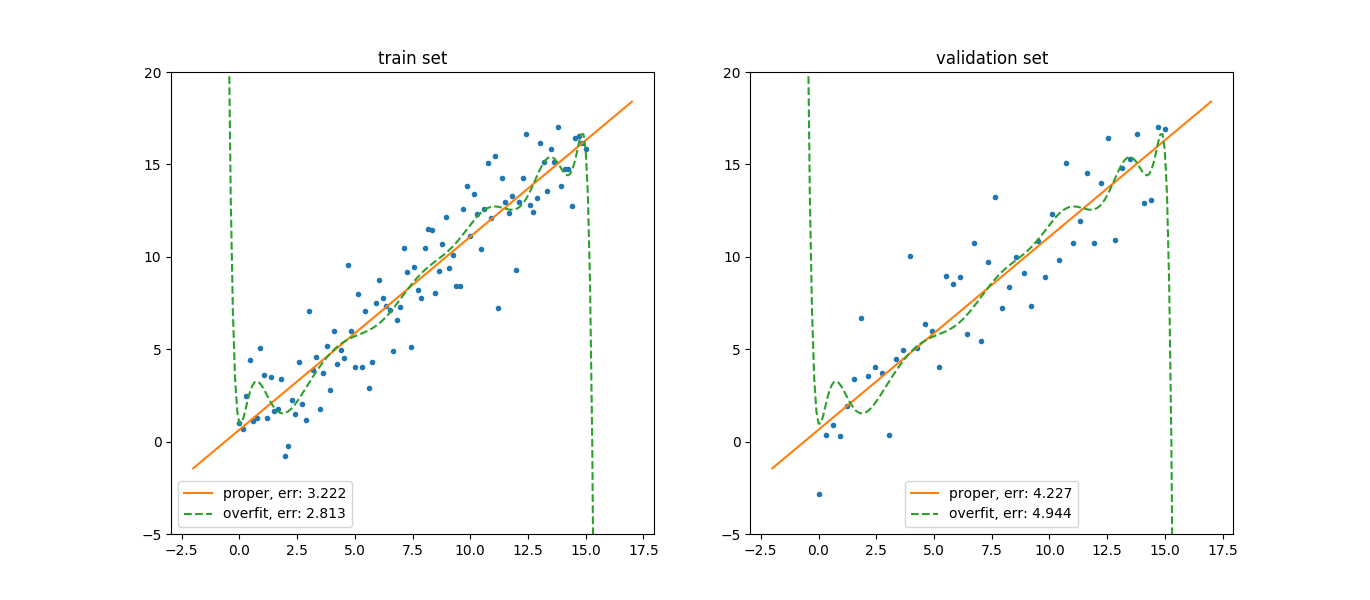 train set
20
15
10
5
0
−5
−2.5 0.0 2.5 5.0 7.5 10.0 12.5 15.0 17.5
proper, err: 3.222
overfit, err: 2.813
validation set
20
15
10
5
0
−5
−2.5 0.0 2.5 5.0 7.5 10.0 12.5 15.0 17.5
proper, err: 4.227
overfit, err: 4.944